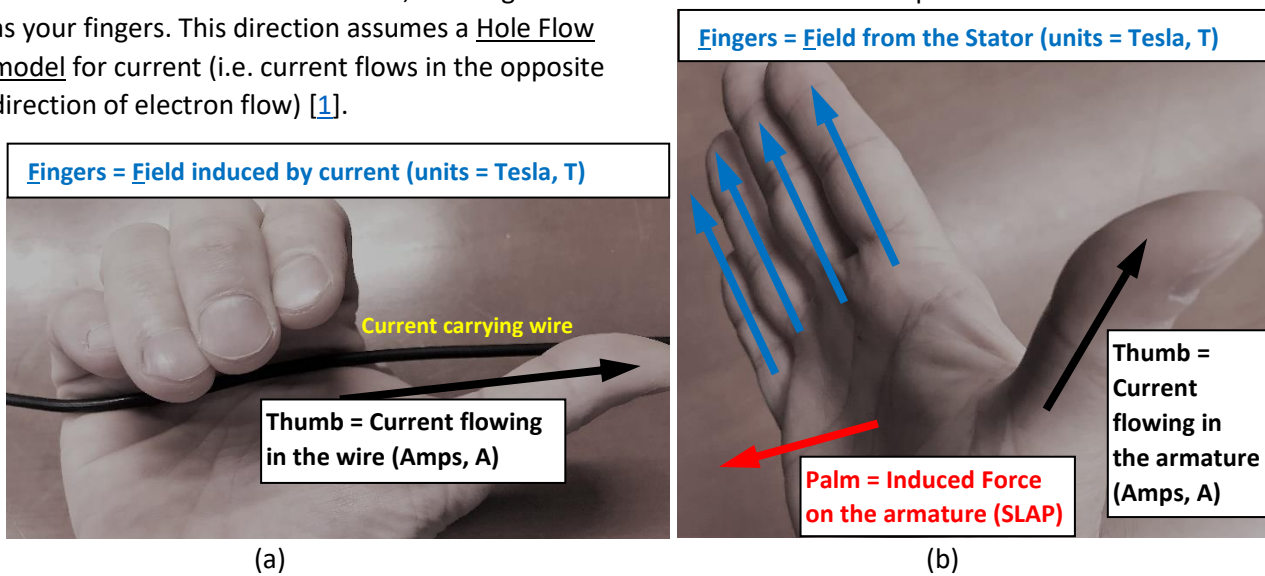 as your fingers. This direction assumes a Hole Flow
model for current (i.e. current flows in the opposite
direction of electron flow) [1].
Fingers = Field induced by current (units = Tesla, T)
Current carrying wire
Thumb = Current flowing
in the wire (Amps, A)
(a)
Fingers = Field from the Stator (units = Tesla, T)
Thumb =
Current
flowing in
the armature
(Amps, A)
Palm = Induced Force
on the armature (SLAP)
(b)